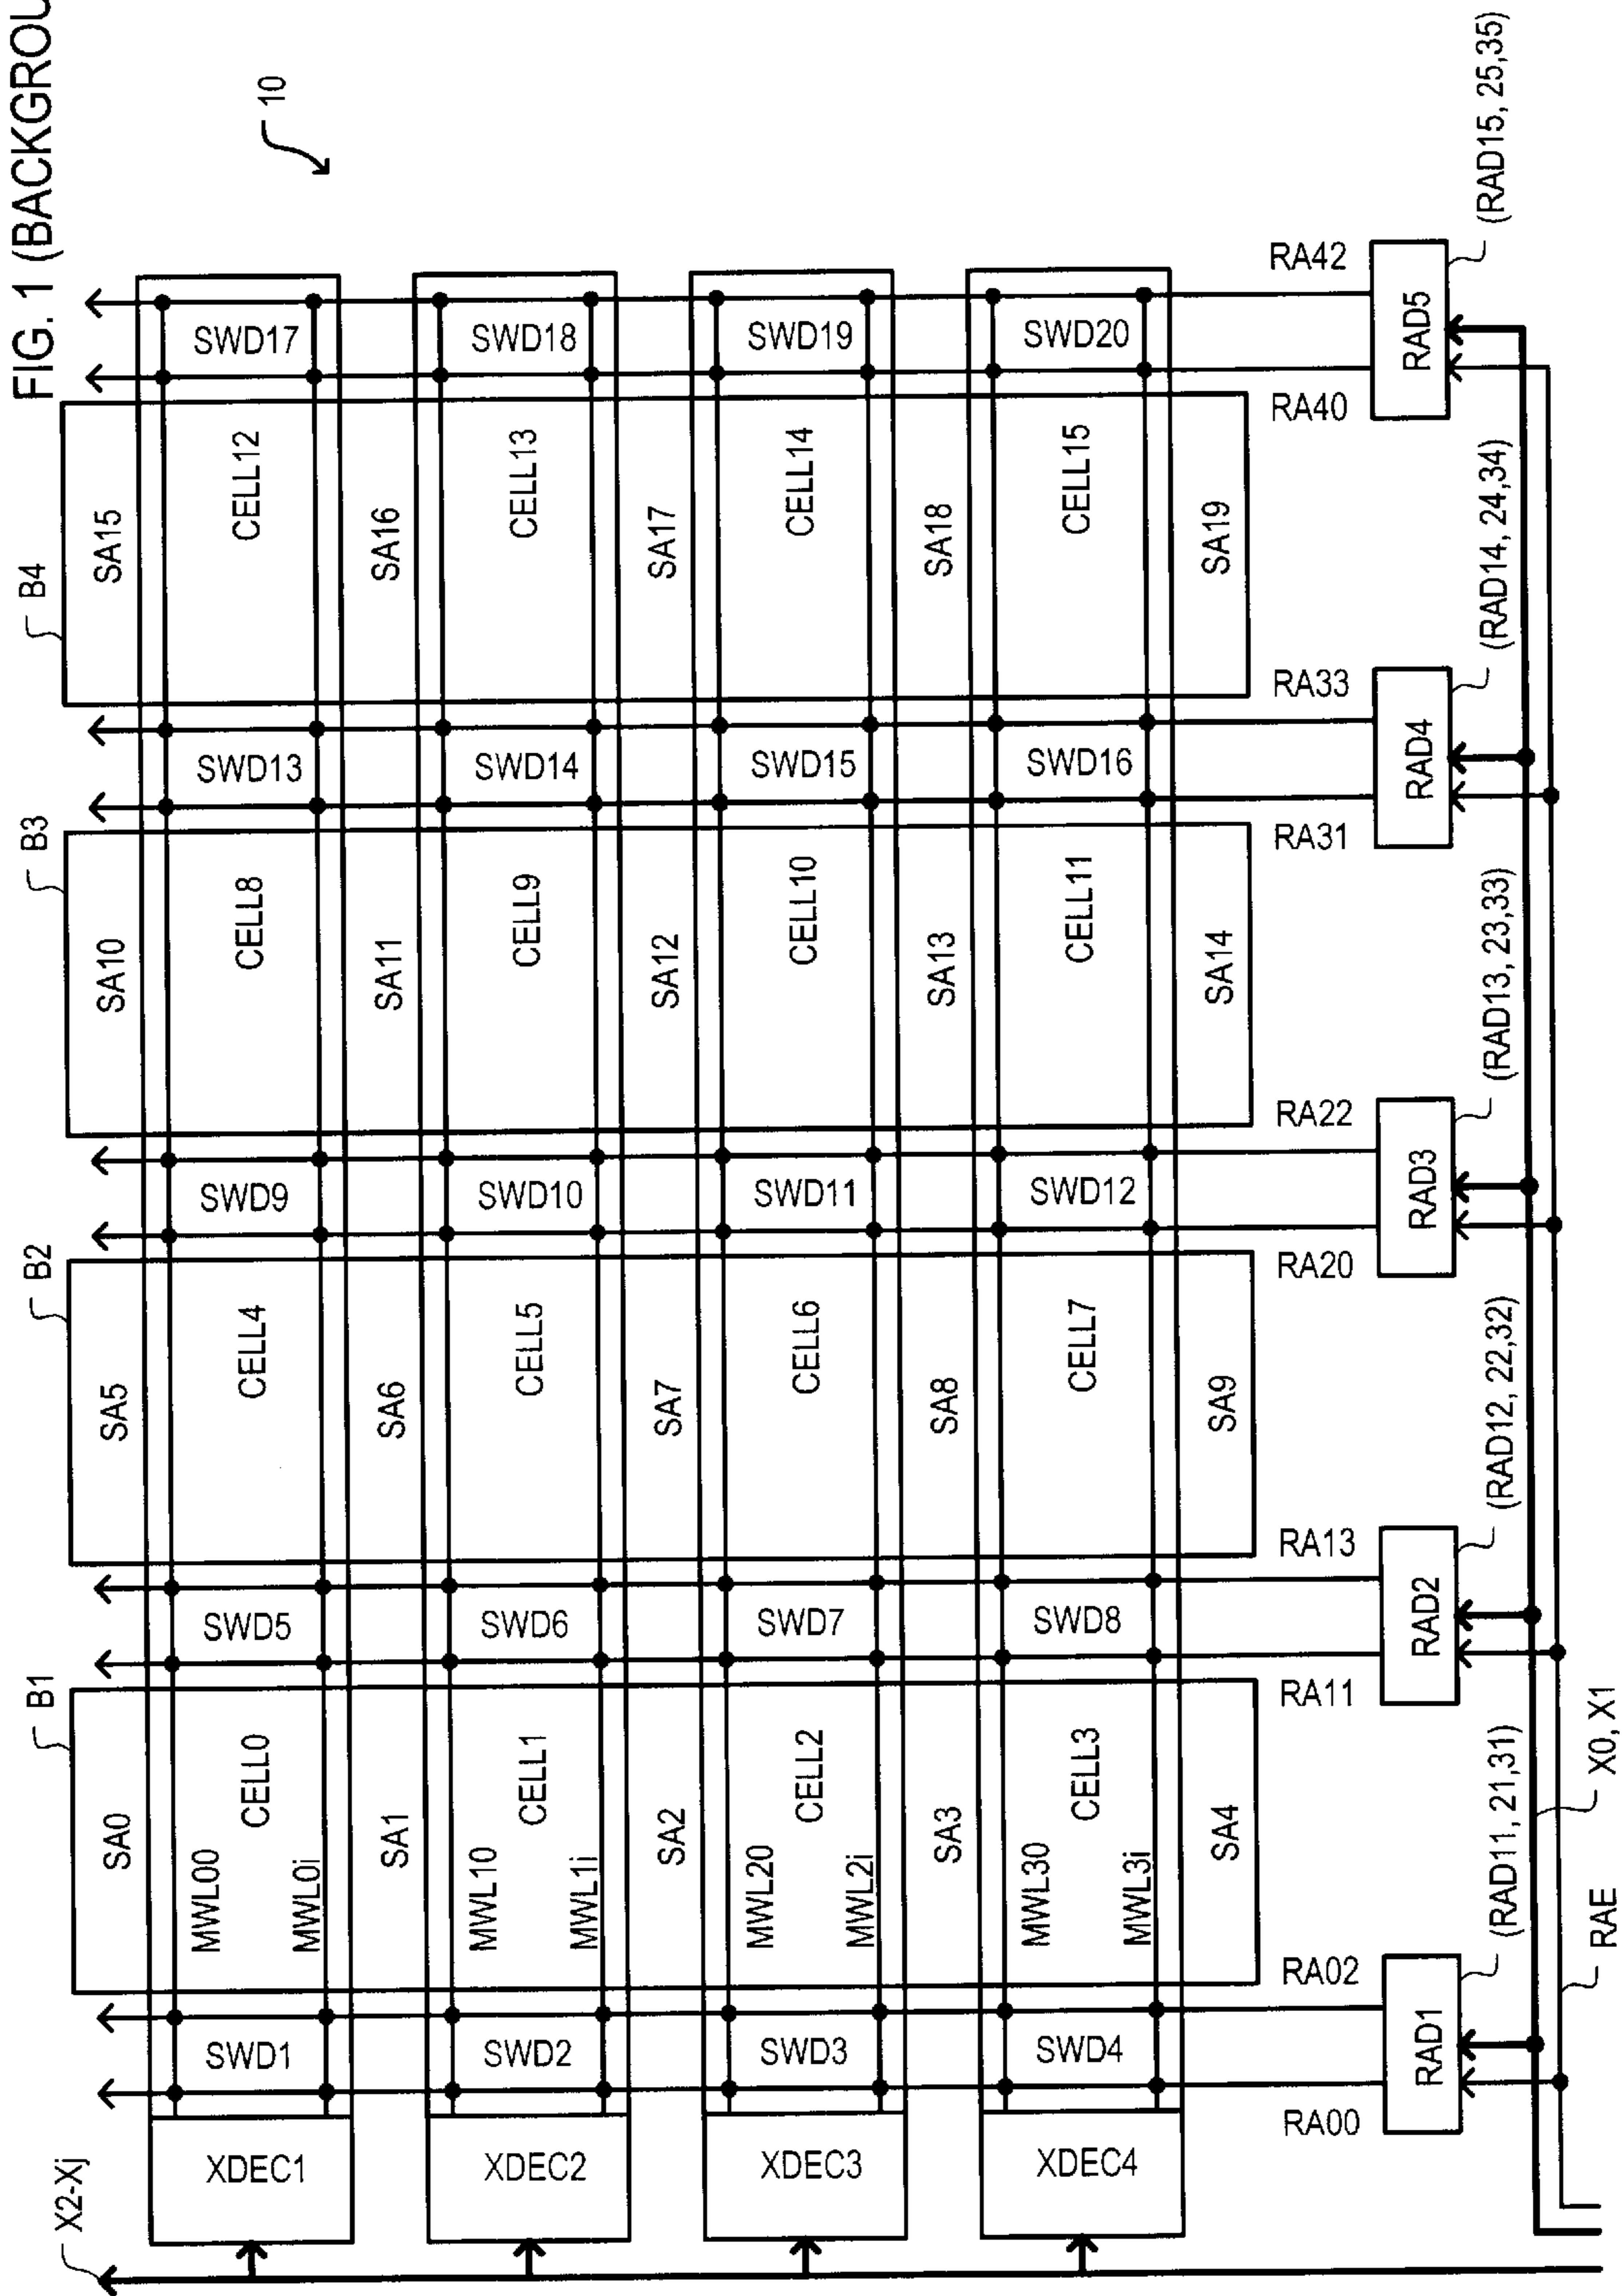 FIG. 1 (BACKGROU
10
B1
B2
B3
B4
X2-Xj
SA0
SA5
SA10
SA15
XDEC1
SWD1
MWL00
MWL0i
CELL0
SWD5
CELL4
SWD9
CELL8
SWD13
CELL12
SWD17
SA1
SA6
SA11
SA16
XDEC2
SWD2
MWL10
MWL1i
CELL1
SWD6
CELL5
SWD10
CELL9
SWD14
CELL13
SWD18
SA2
SA7
SA12
SA17
XDEC3
SWD3
MWL20
MWL2i
CELL2
SWD7
CELL6
SWD11
CELL10
SWD15
CELL14
SWD19
SA3
SA8
SA13
SA18
XDEC4
SWD4
MWL30
MWL3i
CELL3
SWD8
CELL7
SWD12
CELL11
SWD16
CELL15
SWD20
SA4
SA9
SA14
SA19
RA00
RA02
RA11
RA13
RA20
RA22
RA31
RA33
RA40
RA42
RAD1
RAD2
RAD3
RAD4
RAD5
(RAD11, 21,31)
(RAD12, 22,32)
(RAD13, 23,33)
(RAD14, 24,34)
(RAD15, 25,35)
RAE
X0, X1